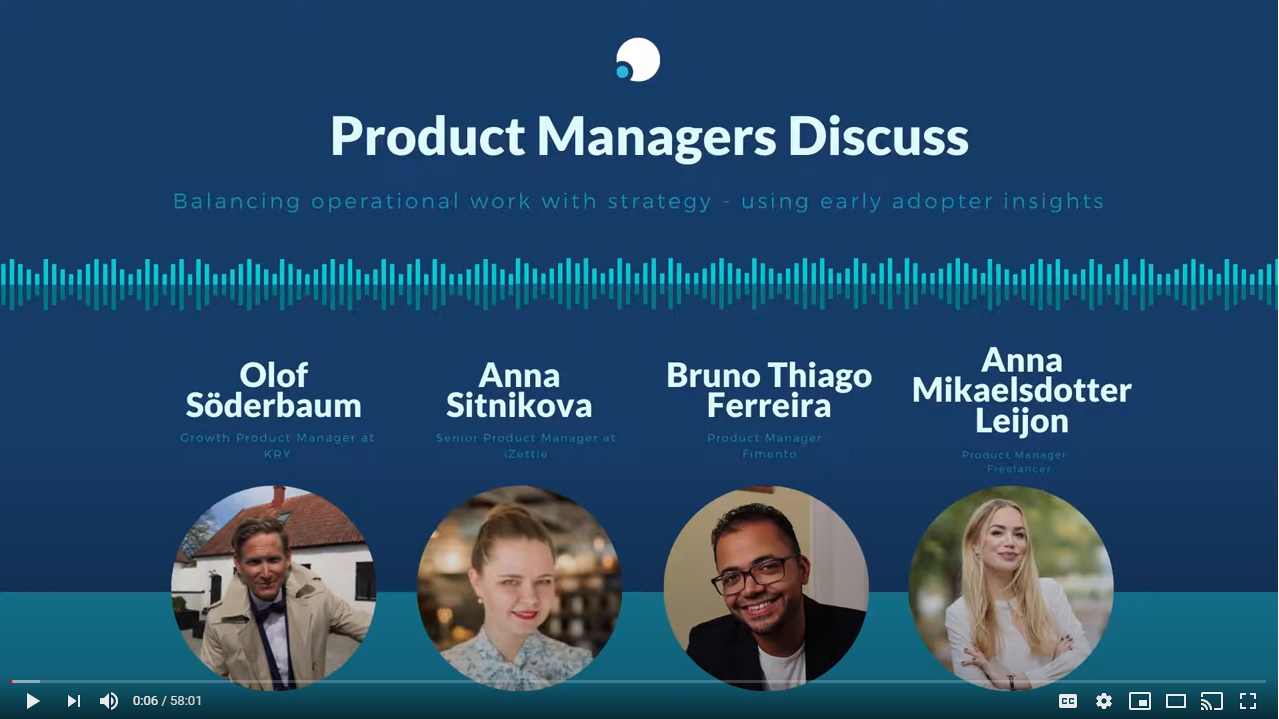 Product Managers Discuss
Balancing operational work with strategy - using early adopter insights
Olof
Söderbaum
Growth Product Manager at
KRY
Anna
Sitnikova
Senior Product Manager at
iZettle
Bruno Thiago
Ferreira
Product Manager
Fimento
Anna
Mikaelsdotter
Leijon
Product Manager
Freelancer
0:06 / 58:01
CC